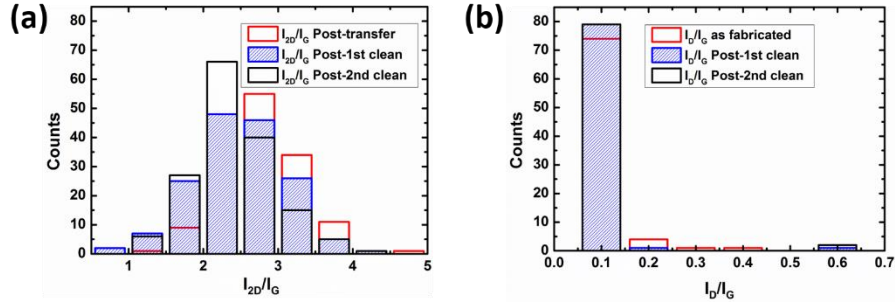 (a)
80
70
60
50
40
30
20
10
0
Counts
I2D/IG Post-transfer
I2D/IG Post-1st clean
I2D/IG Post-2nd clean
1 2 3 4 5
I2D/IG
(b)
80
70
60
50
40
30
20
10
0
Counts
ID/IG as fabricated
ID/IG Post-1st clean
ID/IG Post-2nd clean
0.0 0.1 0.2 0.3 0.4 0.5 0.6 0.7
ID/IG